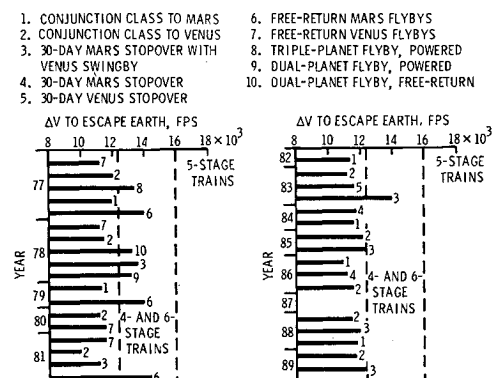 1. CONJUNCTION CLASS TO MARS
2. CONJUNCTION CLASS TO VENUS
3. 30-DAY MARS STOPOVER WITH
VENUS SWINGBY
4. 30-DAY MARS STOPOVER
5. 30-DAY VENUS STOPOVER
6. FREE-RETURN MARS FLYBYS
7. FREE-RETURN VENUS FLYBYS
8. TRIPLE-PLANET FLYBY, POWERED
9. DUAL-PLANET FLYBY, POWERED
10. DUAL-PLANET FLYBY, FREE-RETURN
ΔV TO ESCAPE EARTH, FPS
8 10 12 14 16 18×10³
5-STAGE
TRAINS
YEAR
77
7
2
8
1
6
78
7
2
10
3
9
79
1
6
80
2
7
81
7
2
3
6
4- AND 6-
STAGE
TRAINS
ΔV TO ESCAPE EARTH, FPS
8 10 12 14 16 18×10³
5-STAGE
TRAINS
YEAR
82
1
83
2
5
3
84
4
1
85
2
3
86
1
4
2
87
88
2
3
1
89
2
3
4- AND 6-
STAGE
TRAINS